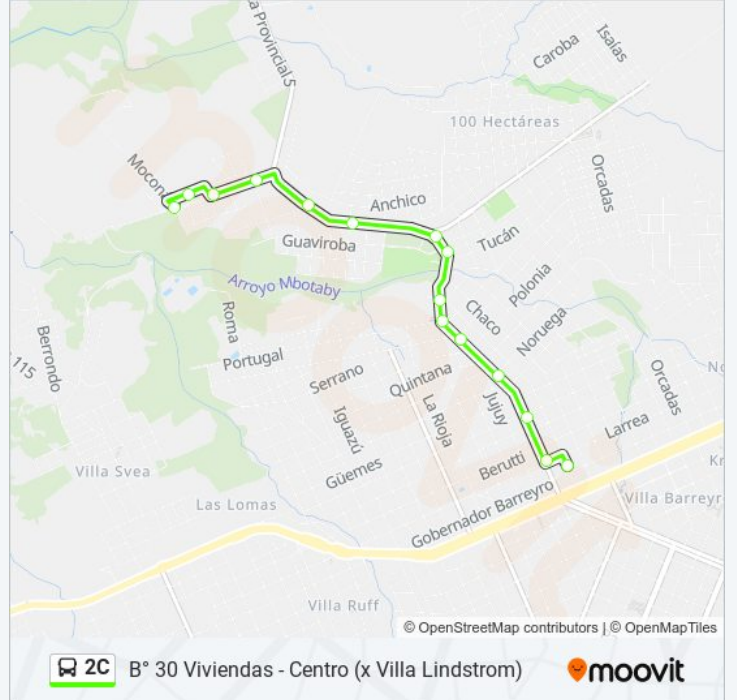 a Provincial 5
Isaías
Caroba
100 Hectáreas
Orcadas
Mocona
Anchico
Tucán
Guaviroba
Polonia
Arroyo Mbotaby
Chaco
Noruega
Roma
Berrondo
115
Portugal
Serrano
Quintana
Orcadas
Iguazú
La Rioja
Jujuy
Larrea
Güemes
Berutti
Villa Svea
Gobernador Barreyro
Villa Barreyr
Las Lomas
Villa Ruff
© OpenStreetMap contributors | © OpenMapTiles
2C B° 30 Viviendas - Centro (x Villa Lindstrom) moovit